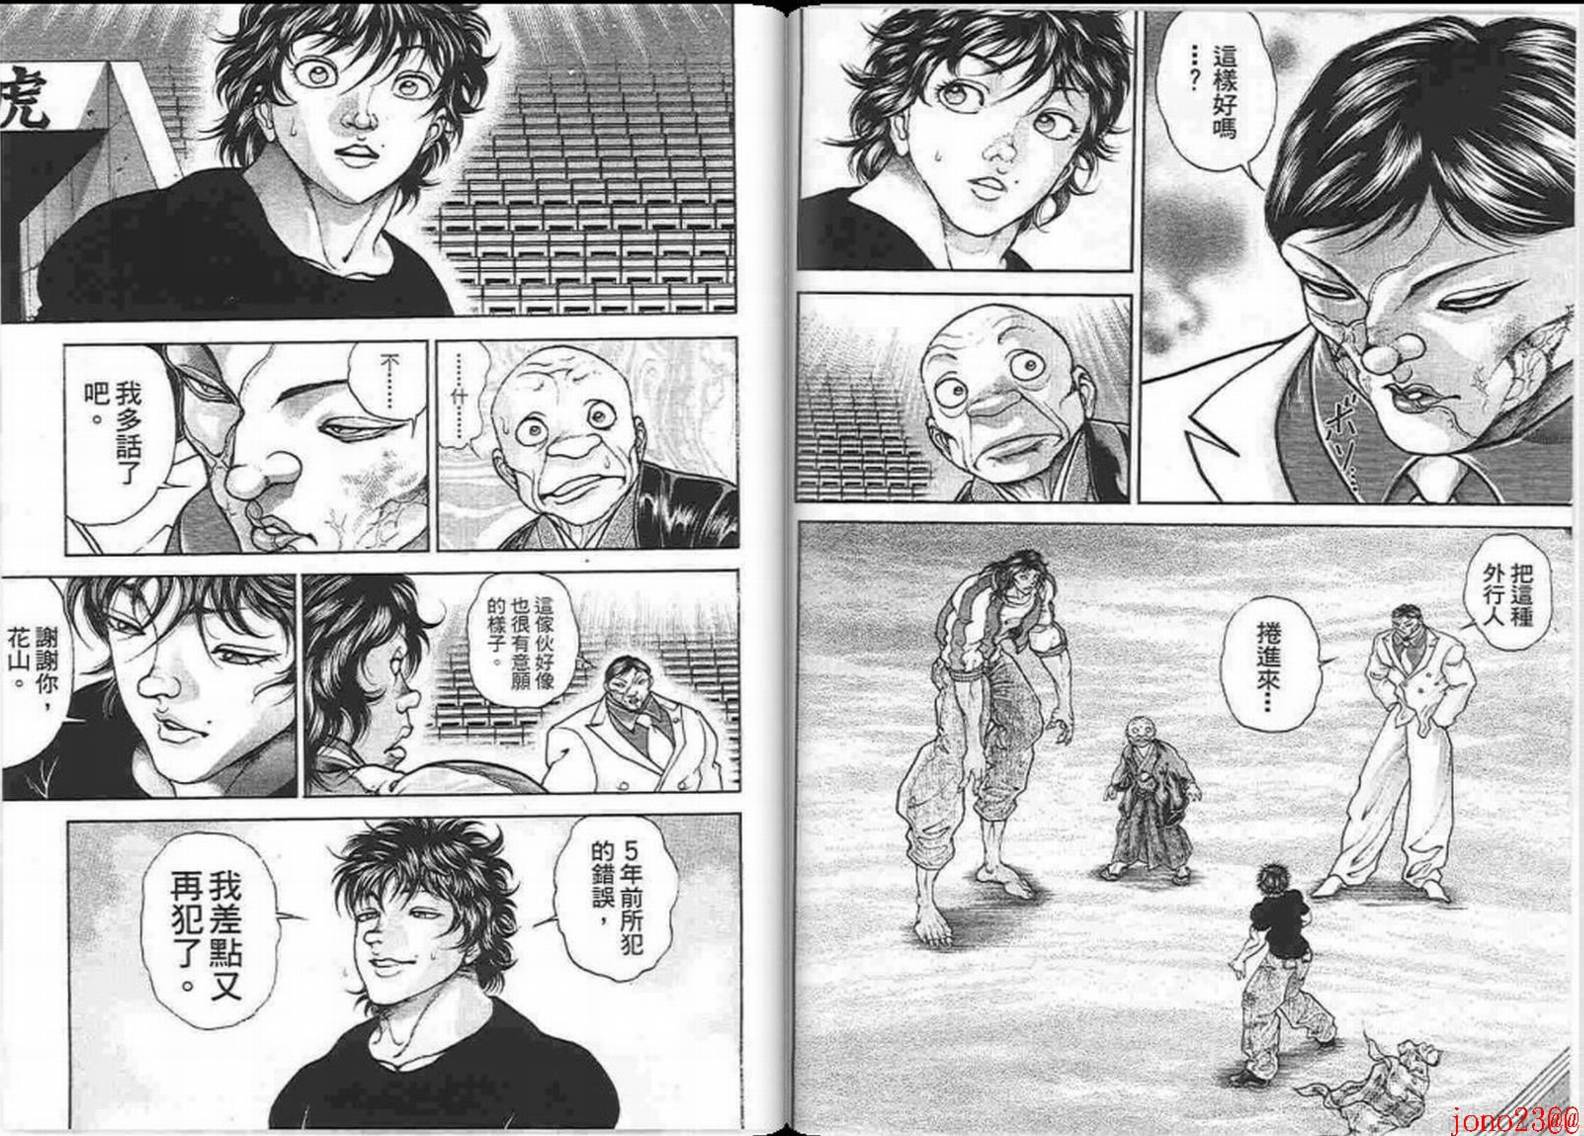 這樣好嗎
…?
ボソ…
把這種
外行人
捲進來…
虎
…什…
不……
我多話了
吧。
這傢伙好像
也很有意願
的樣子。
謝謝你，
花山。
5年前所犯
的錯誤，
我差點又
再犯了。
jono2300@